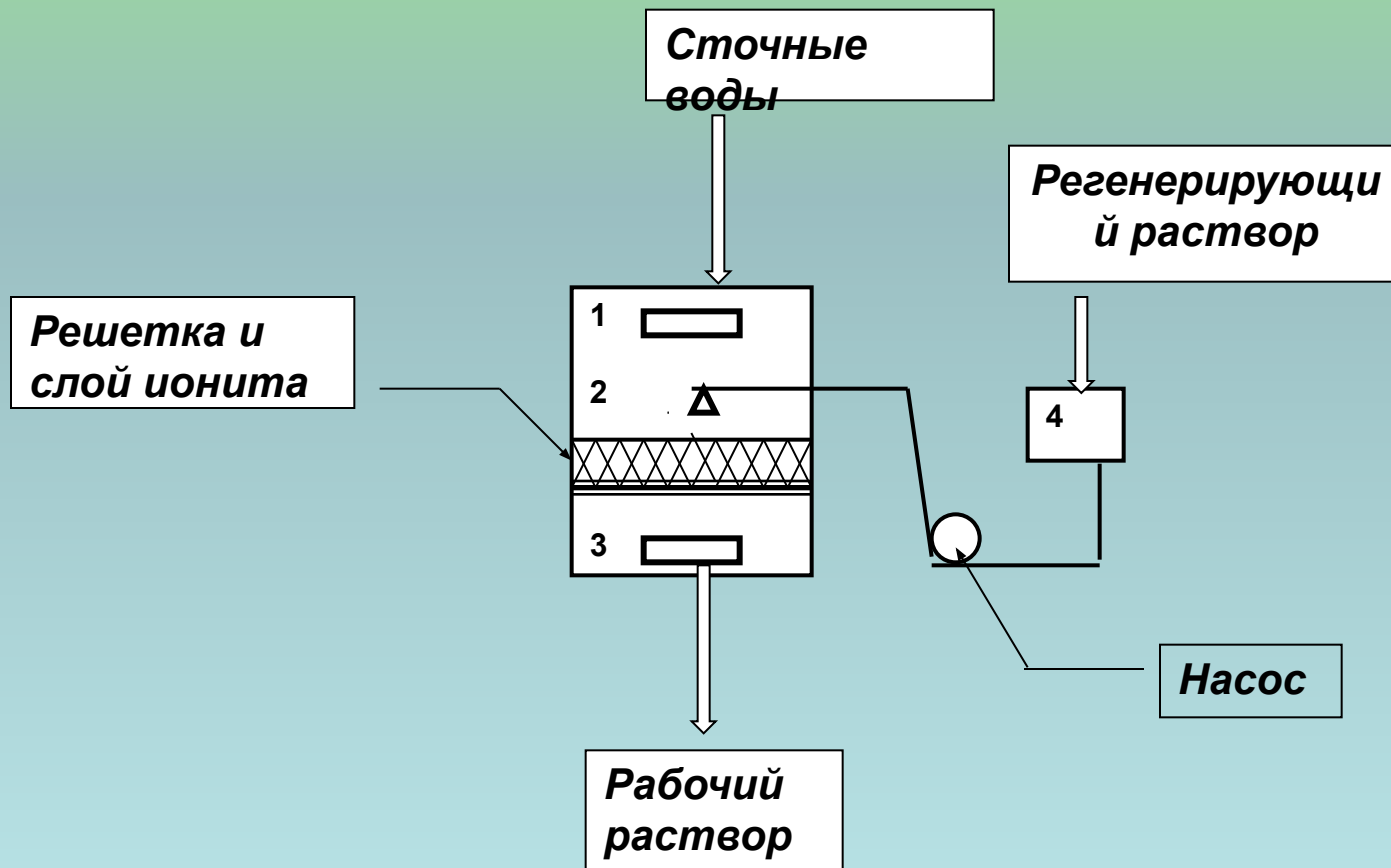 Сточные
воды
Регенерирующи
й раствор
Решетка и
слой ионита
1
2
4
3
Насос
Рабочий
раствор